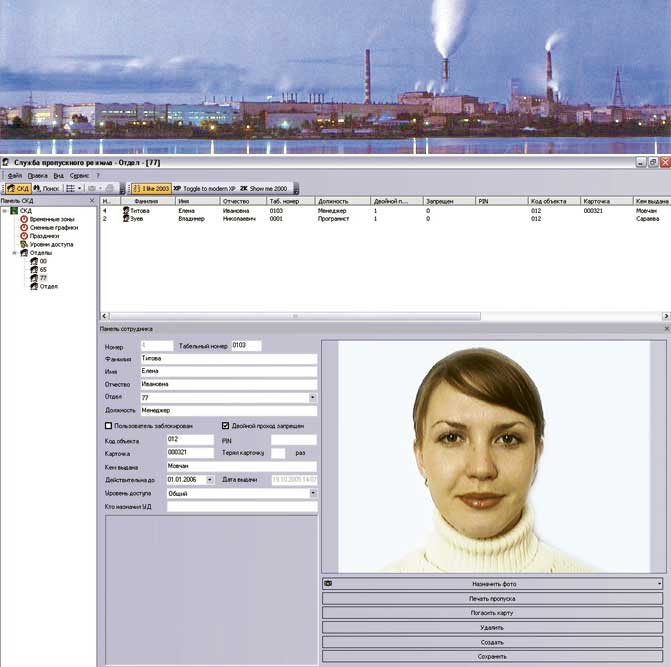 Служба пропускного режима - Отдел - [77]
Файл Правка Вид Сервис ?
СКД Поиск I like 2003 XP Toggle to modern XP 2K Show me 2000
Панель СКД
СКД
Временные зоны
Сменные графики
Праздники
Уровни доступа
Отделы
00
65
77
Отдел
Н... Фамилия Имя Отчество Таб. номер Должность Двойной п... Запрещен PIN Код объекта Карточка Кем выдана
4 Титова Елена Ивановна 0103 Менеджер 1 0 012 000321 Мовчан
2 Зуев Владимир Николаевич 0001 Програмист 1 0 012 Сараева
Панель сотрудника
Номер 4 Табельный номер 0103
Фамилия Титова
Имя Елена
Отчество Ивановна
Отдел 77
Должность Менеджер
Пользователь заблокирован Двойной проход запрещен
Код объекта 012 PIN
Карточка 000321 Терял карточку раз
Кем выдана Мовчан
Действительна до 01.01.2006 Дата выдачи 19.10.2005 14:07
Уровень доступа Общий
Кто назначил УД
Назначить фото
Печать пропуска
Погасить карту
Удалить
Создать
Сохранить